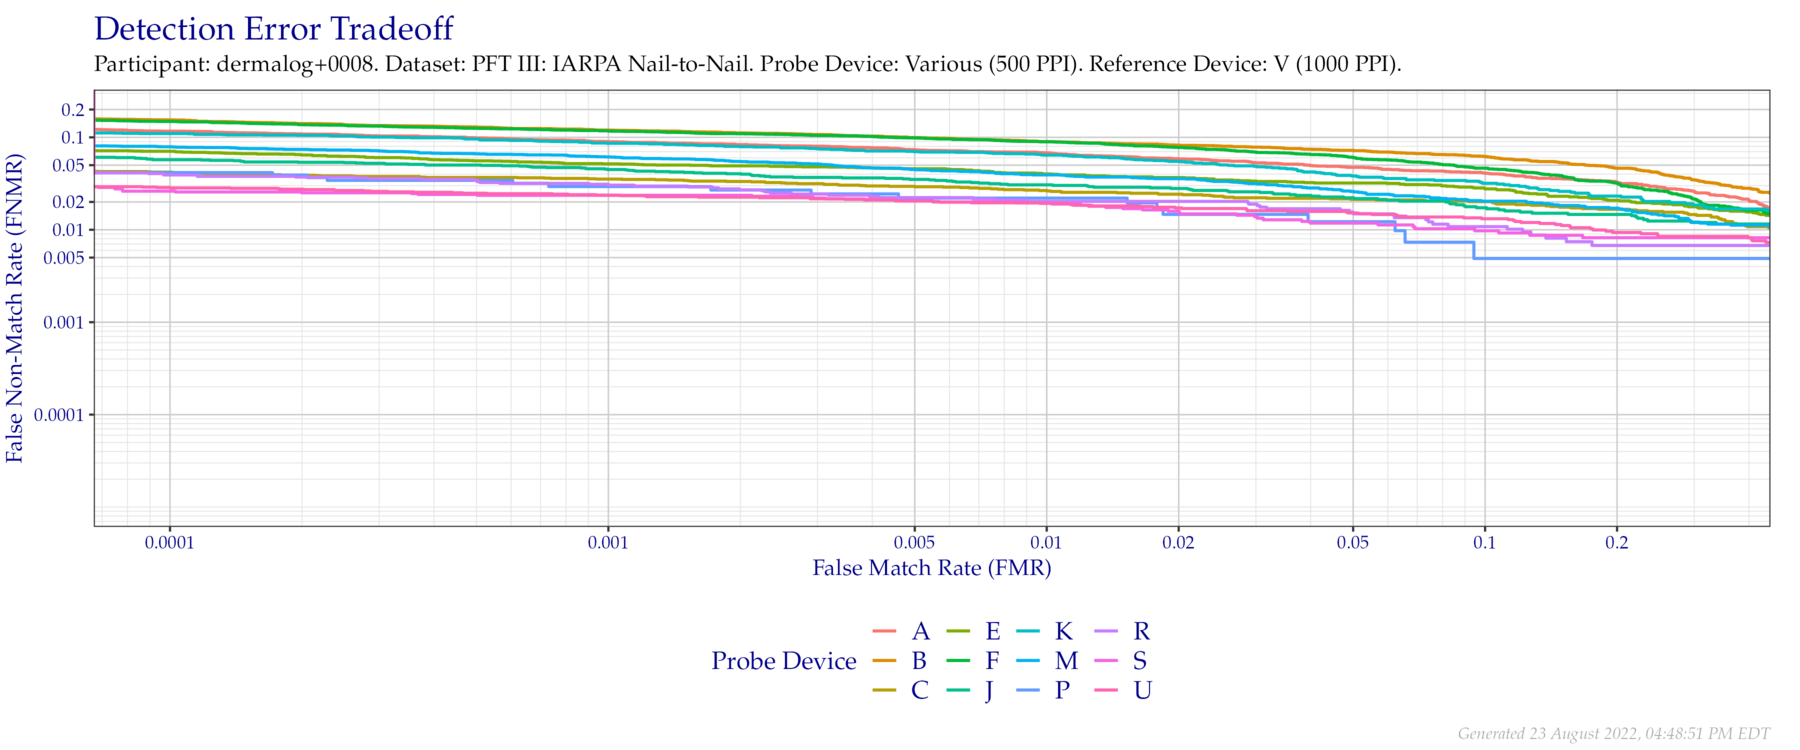 Detection Error Tradeoff
Participant: dermalog+0008. Dataset: PFT III: IARPA Nail-to-Nail. Probe Device: Various (500 PPI). Reference Device: V (1000 PPI).
False Non-Match Rate (FNMR)
0.2
0.1
0.05
0.02
0.01
0.005
0.001
0.0001
0.0001 0.001 0.005 0.01 0.02 0.05 0.1 0.2
False Match Rate (FMR)
Probe Device
A E K R
B F M S
C J P U
Generated 23 August 2022, 04:48:51 PM EDT